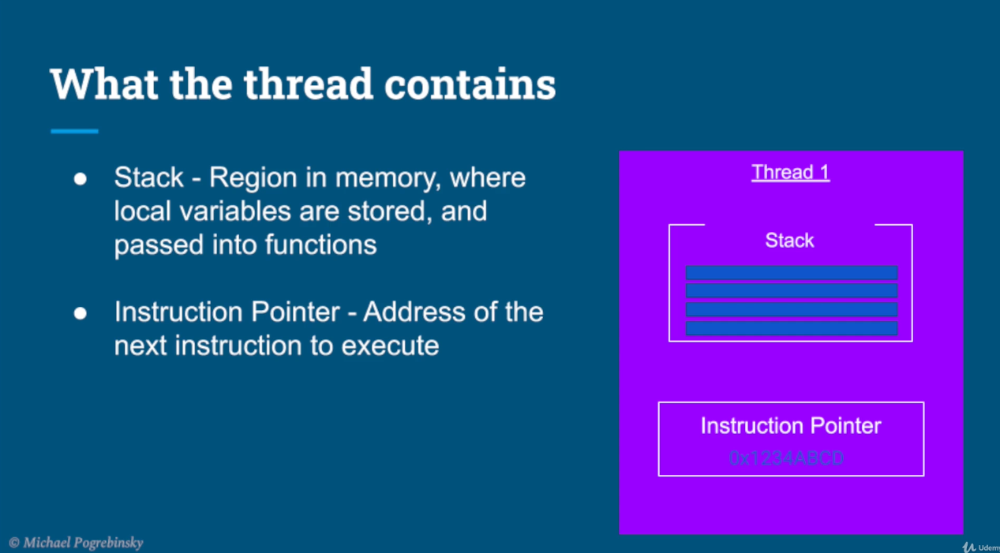 What the thread contains
● Stack - Region in memory, where
local variables are stored, and
passed into functions
● Instruction Pointer - Address of the
next instruction to execute
Thread 1
Stack
Instruction Pointer
0x1234ABCD
© Michael Pogrebinsky
Udemy